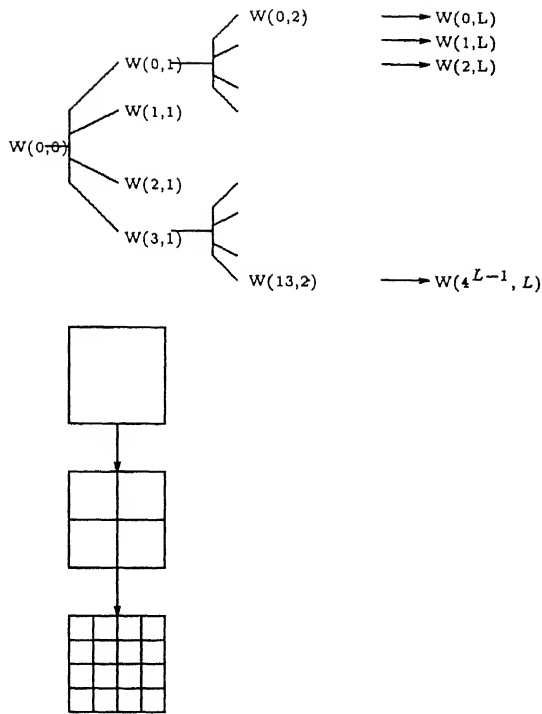 W(0,2) W(0,L)
W(1,L)
W(0,1) W(2,L)
W(1,1)
W(0,0)
W(2,1)
W(3,1)
W(13,2) W(4^{L-1}, L)